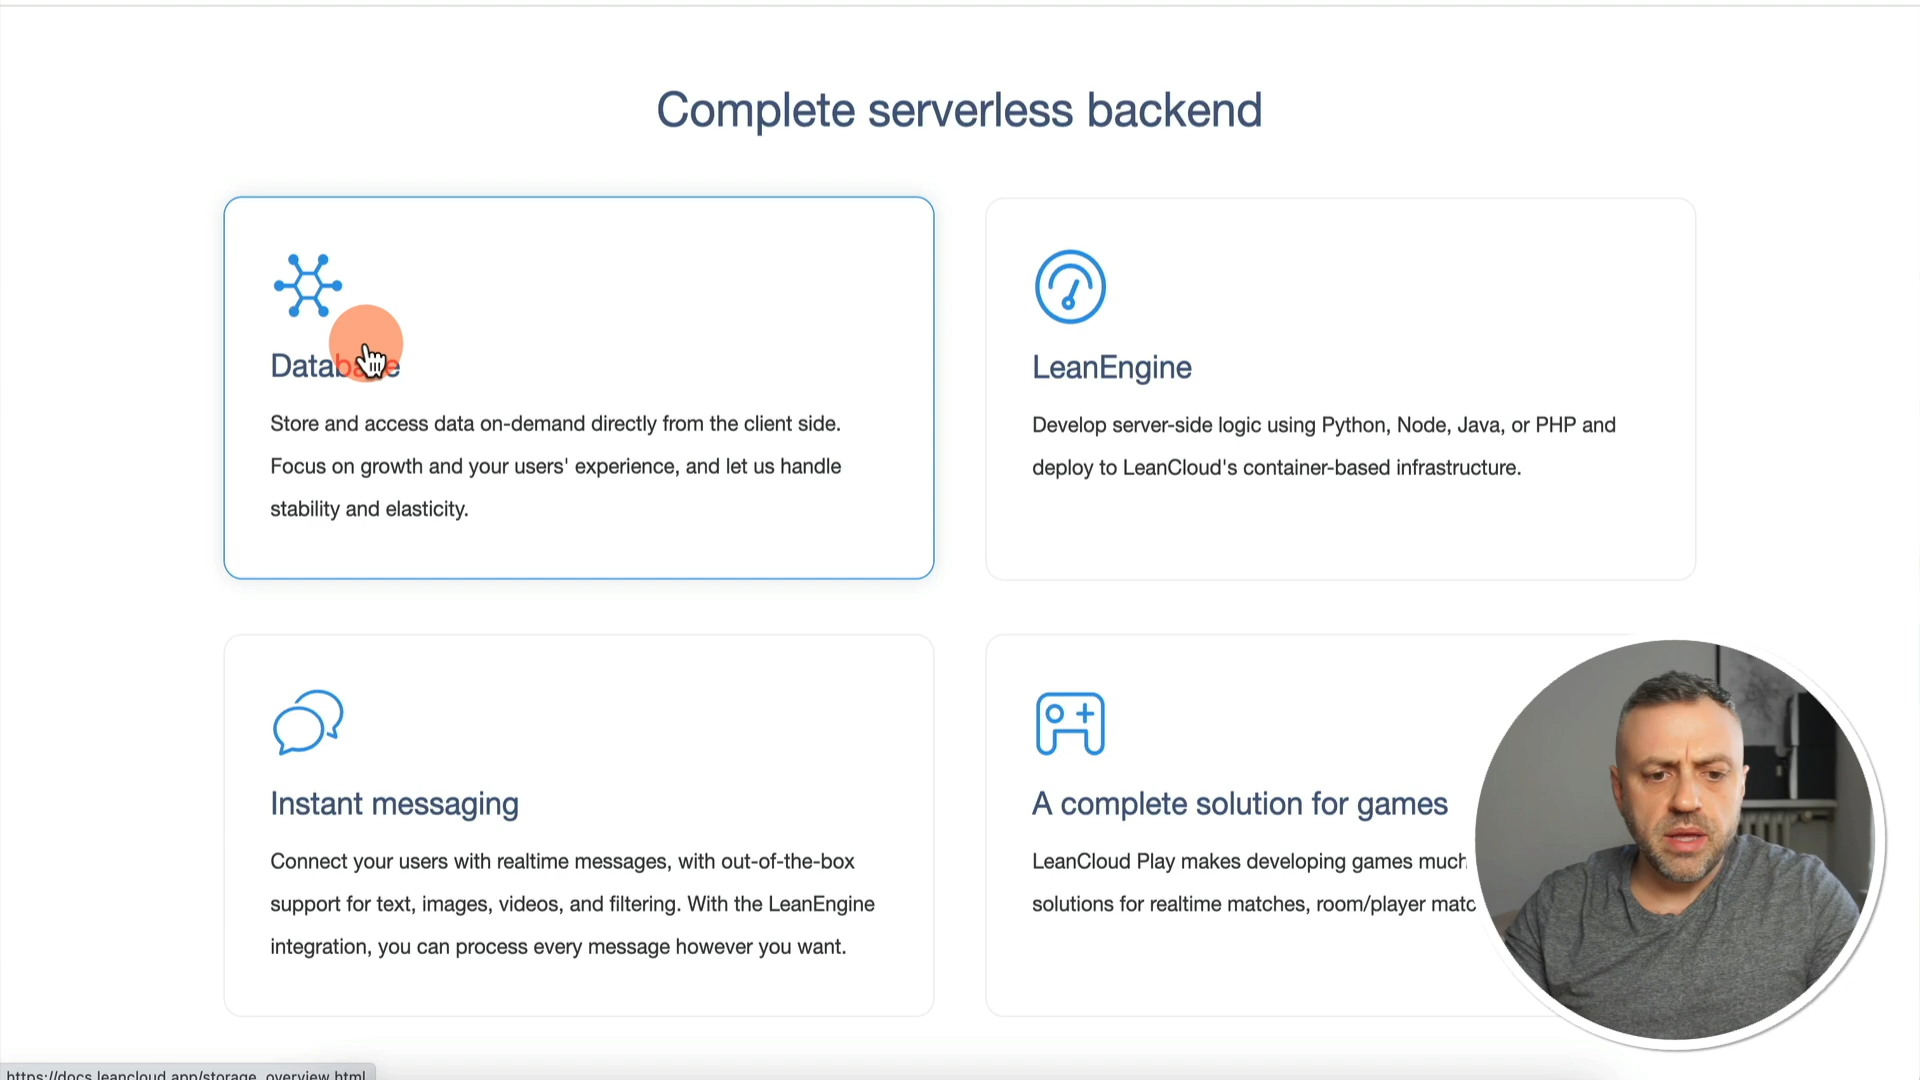 Complete serverless backend
Database
Store and access data on-demand directly from the client side.
Focus on growth and your users' experience, and let us handle
stability and elasticity.
LeanEngine
Develop server-side logic using Python, Node, Java, or PHP and
deploy to LeanCloud's container-based infrastructure.
Instant messaging
Connect your users with realtime messages, with out-of-the-box
support for text, images, videos, and filtering. With the LeanEngine
integration, you can process every message however you want.
A complete solution for games
LeanCloud Play makes developing games much
solutions for realtime matches, room/player matc
https://docs.leancloud.app/storage_overview.html